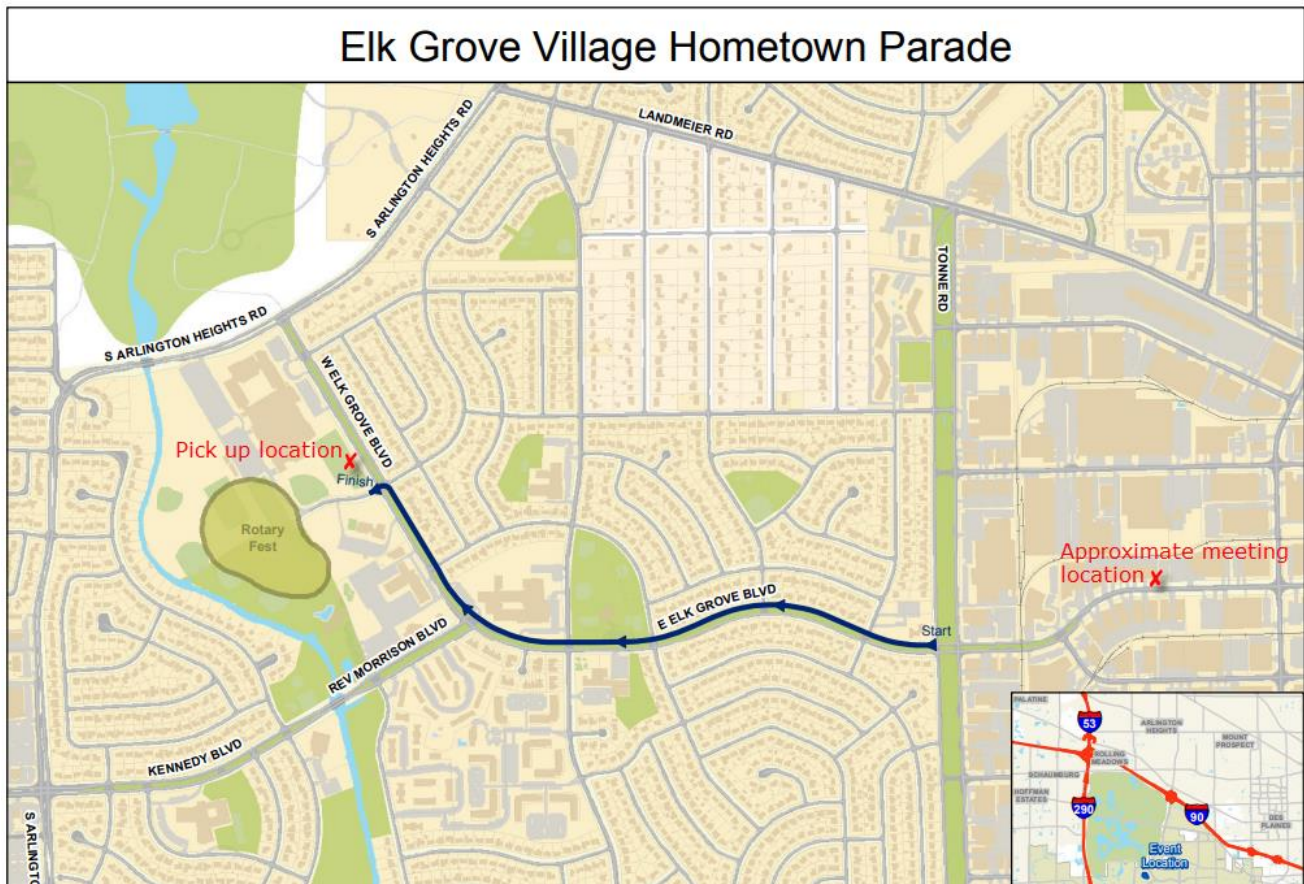 Elk Grove Village Hometown Parade
LANDMEIER RD
S ARLINGTON HEIGHTS RD
TONNE RD
S ARLINGTON HEIGHTS RD
W ELK GROVE BLVD
Pick up location
Finish
Rotary
Fest
Approximate meeting
location
E ELK GROVE BLVD
Start
REV MORRISON BLVD
KENNEDY BLVD
S ARLINGTO
PALATINE
53
ARLINGTON
HEIGHTS
MOUNT
PROSPECT
ROLLING
MEADOWS
SCHAUMBURG
HOFFMAN
ESTATES
290
90
DES
PLAINES
Event
Location